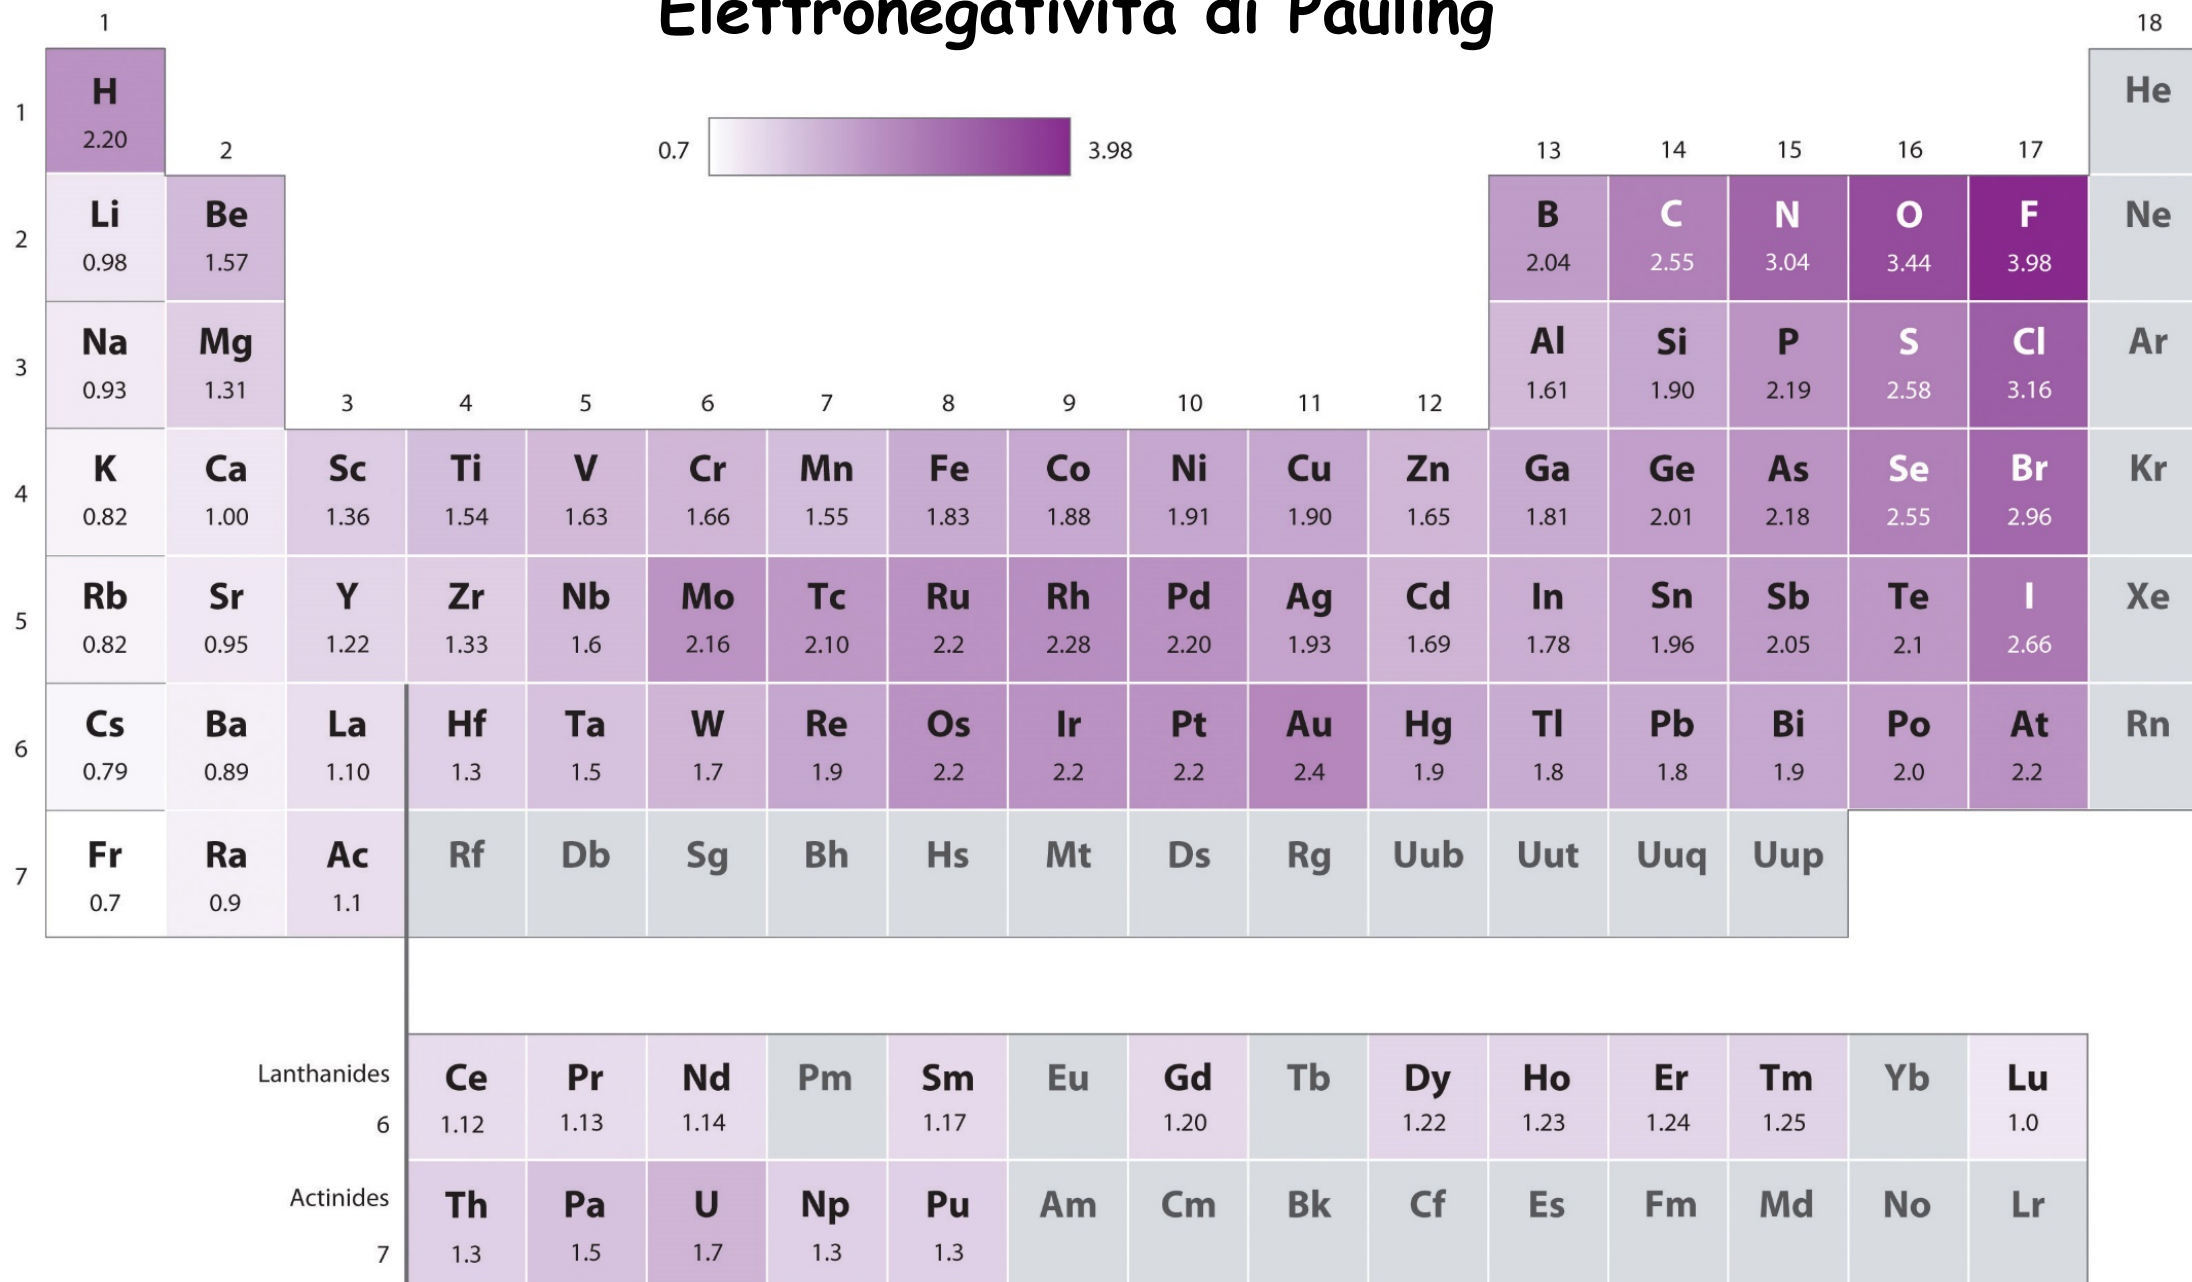 Elettronegatività di Pauling
1 18
H He
1
2.20
2 0.7 3.98 13 14 15 16 17
Li Be B C N O F Ne
2
0.98 1.57 2.04 2.55 3.04 3.44 3.98
Na Mg Al Si P S Cl Ar
3
0.93 1.31 1.61 1.90 2.19 2.58 3.16
3 4 5 6 7 8 9 10 11 12
K Ca Sc Ti V Cr Mn Fe Co Ni Cu Zn Ga Ge As Se Br Kr
4
0.82 1.00 1.36 1.54 1.63 1.66 1.55 1.83 1.88 1.91 1.90 1.65 1.81 2.01 2.18 2.55 2.96
Rb Sr Y Zr Nb Mo Tc Ru Rh Pd Ag Cd In Sn Sb Te I Xe
5
0.82 0.95 1.22 1.33 1.6 2.16 2.10 2.2 2.28 2.20 1.93 1.69 1.78 1.96 2.05 2.1 2.66
Cs Ba La Hf Ta W Re Os Ir Pt Au Hg Tl Pb Bi Po At Rn
6
0.79 0.89 1.10 1.3 1.5 1.7 1.9 2.2 2.2 2.2 2.4 1.9 1.8 1.8 1.9 2.0 2.2
Fr Ra Ac Rf Db Sg Bh Hs Mt Ds Rg Uub Uut Uuq Uup
7
0.7 0.9 1.1
Lanthanides Ce Pr Nd Pm Sm Eu Gd Tb Dy Ho Er Tm Yb Lu
6 1.12 1.13 1.14 1.17 1.20 1.22 1.23 1.24 1.25 1.0
Actinides Th Pa U Np Pu Am Cm Bk Cf Es Fm Md No Lr
7 1.3 1.5 1.7 1.3 1.3